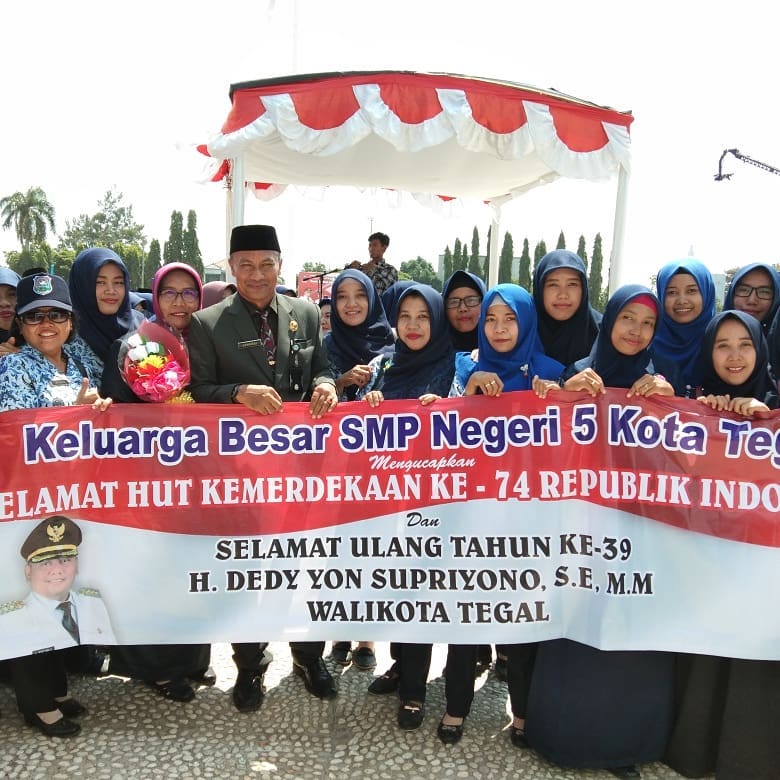 Keluarga Besar SMP Negeri 5 Kota Teg
Mengucapkan
ELAMAT HUT KEMERDEKAAN KE - 74 REPUBLIK INDO
Dan
SELAMAT ULANG TAHUN KE-39
H. DEDY YON SUPRIYONO, S.E, M.M
WALIKOTA TEGAL